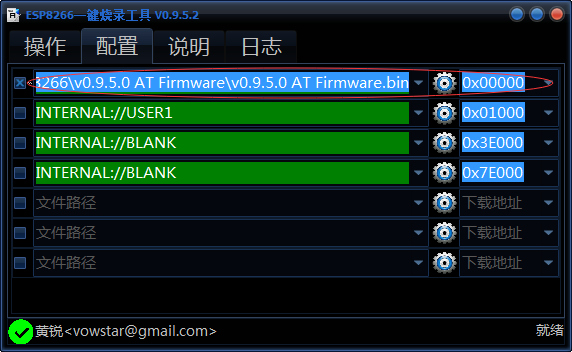 ESP8266一键烧录工具 V0.9.5.2
操作 配置 说明 日志
3266\v0.9.5.0 AT Firmware\v0.9.5.0 AT Firmware.bin 0x00000
INTERNAL://USER1 0x01000
INTERNAL://BLANK 0x3E000
INTERNAL://BLANK 0x7E000
文件路径 下载地址
文件路径 下载地址
文件路径 下载地址
黄锐<vowstar@gmail.com> 就绪